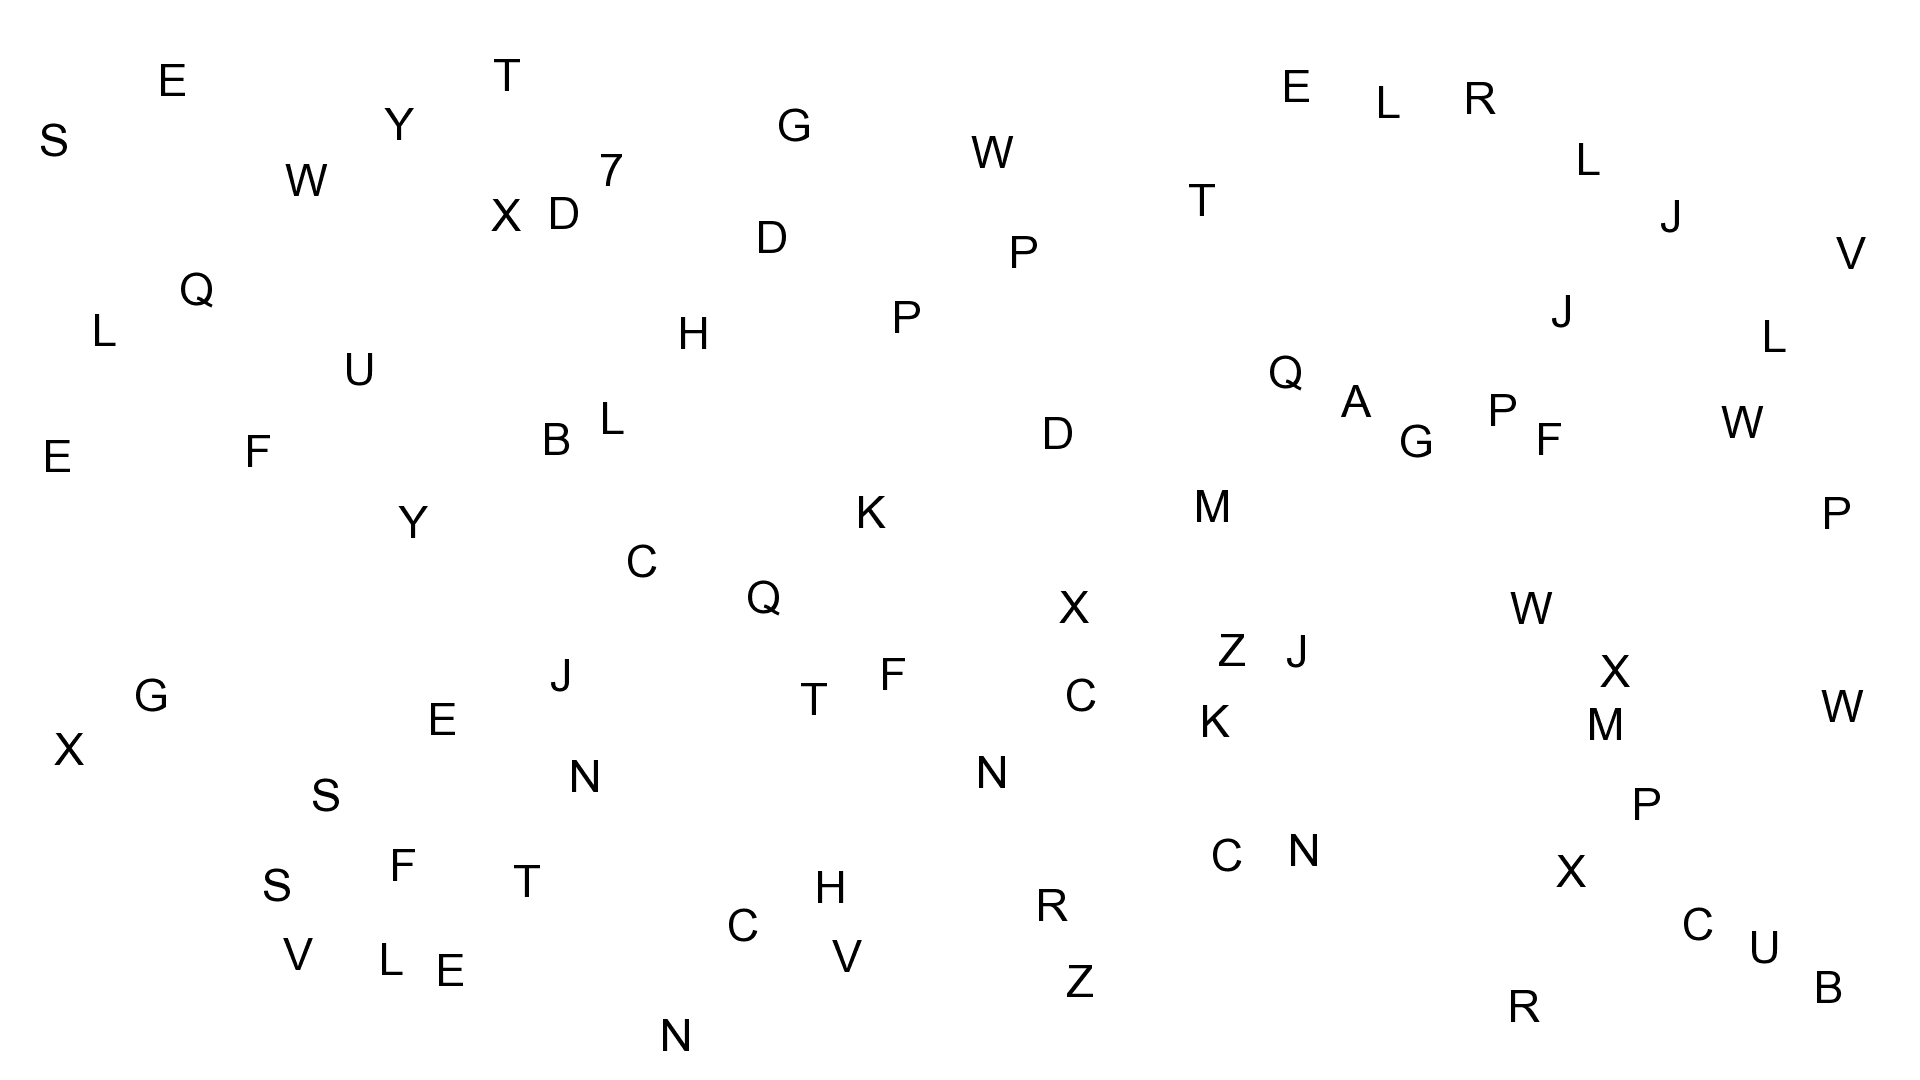 E T E L R
S Y G W L
W 7 T J
X D D P V
Q P J L
L U H Q A
E F B L D G P F W
Y K M P
C Q X W
G J T F C Z J X
X E N N K M W
S P
S F T H C N X
V L E C V R C U
Z B
N R